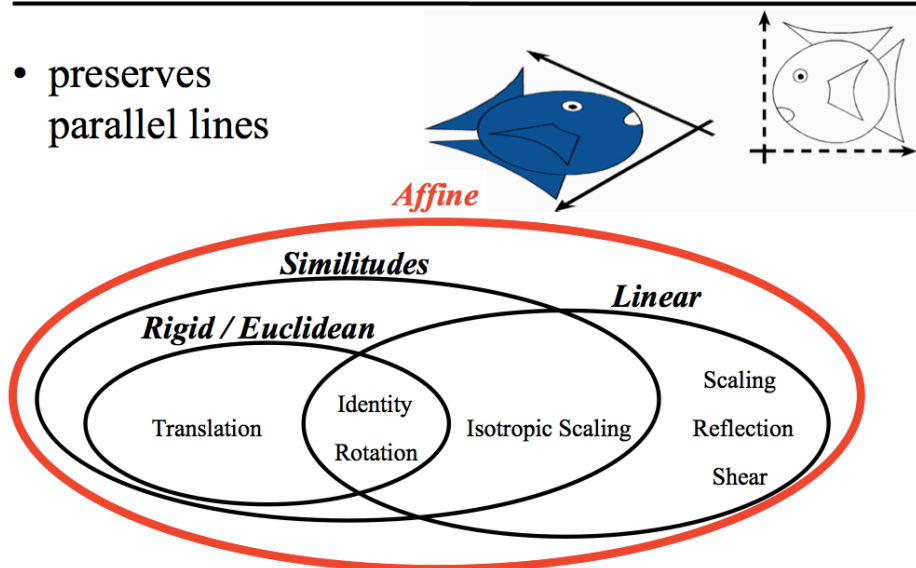 • preserves
parallel lines
Affine
Similitudes
Linear
Rigid / Euclidean
Scaling
Identity
Translation
Isotropic Scaling
Reflection
Rotation
Shear